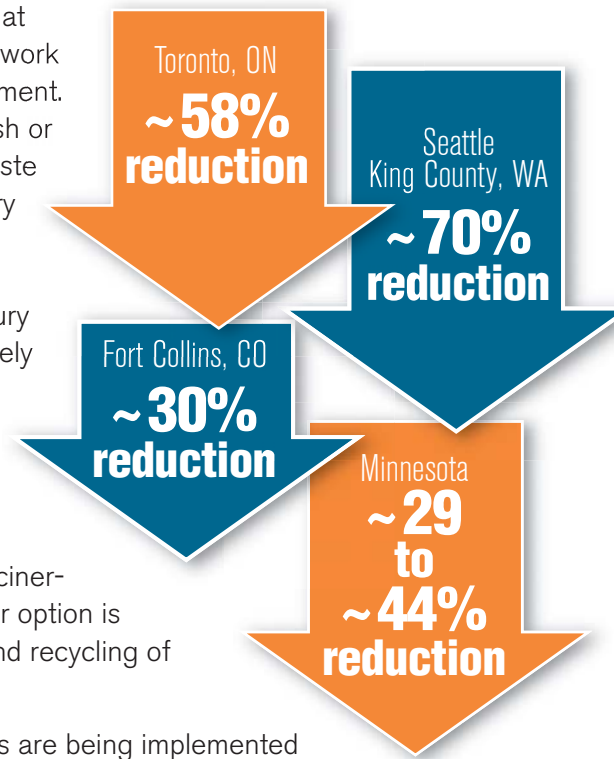 at
work
ment.
sh or
ste
ry
ury
ely
ciner-
r option is
nd recycling of
s are being implemented
Toronto, ON
~58%
reduction
Seattle
King County, WA
~70%
reduction
Fort Collins, CO
~30%
reduction
Minnesota
~29
to
~44%
reduction